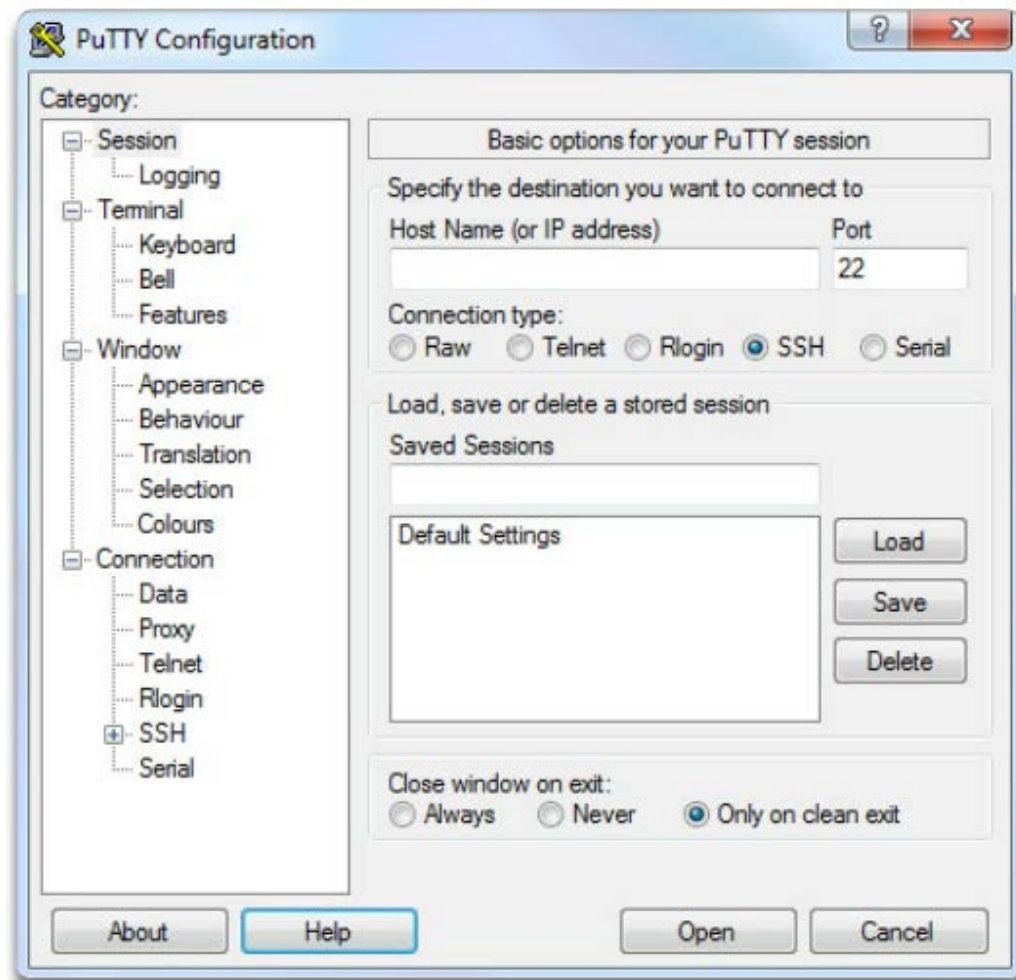 PuTTY Configuration
?
X
Category:
Session
Logging
Terminal
Keyboard
Bell
Features
Window
Appearance
Behaviour
Translation
Selection
Colours
Connection
Data
Proxy
Telnet
Rlogin
SSH
Serial
Basic options for your PuTTY session
Specify the destination you want to connect to
Host Name (or IP address) Port
22
Connection type:
Raw Telnet Rlogin SSH Serial
Load, save or delete a stored session
Saved Sessions
Default Settings
Load
Save
Delete
Close window on exit:
Always Never Only on clean exit
About Help Open Cancel